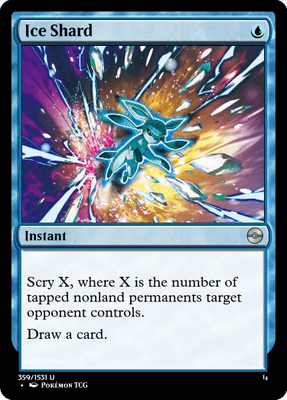 Ice Shard
Instant
Scry X, where X is the number of
tapped nonland permanents target
opponent controls.
Draw a card.
359/1531 U
Pokémon TCG